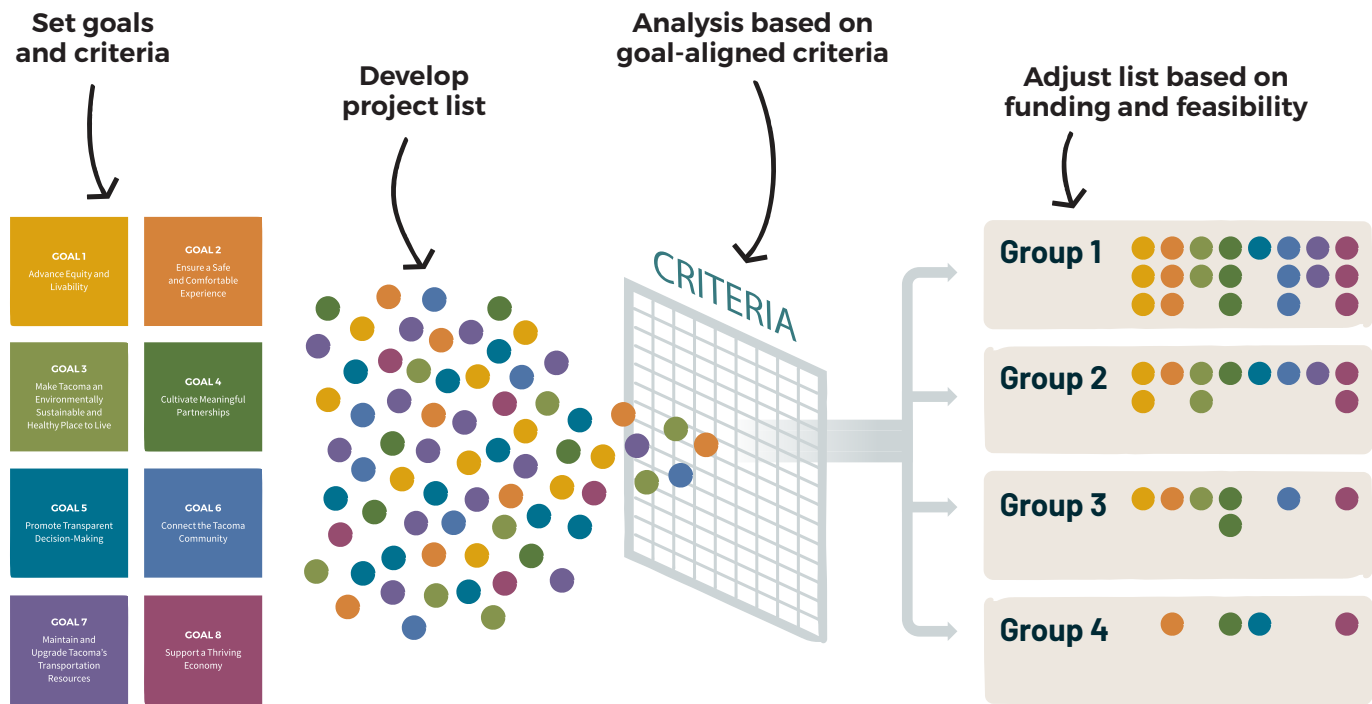 Set goals
and criteria
Develop
project list
Analysis based on
goal-aligned criteria
Adjust list based on
funding and feasibility
GOAL 1
Advance Equity and
Livability
GOAL 2
Ensure a Safe
and Comfortable
Experience
GOAL 3
Make Tacoma an
Environmentally
Sustainable and
Healthy Place to Live
GOAL 4
Cultivate Meaningful
Partnerships
GOAL 5
Promote Transparent
Decision-Making
GOAL 6
Connect the Tacoma
Community
GOAL 7
Maintain and
Upgrade Tacoma's
Transportation
Resources
GOAL 8
Support a Thriving
Economy
CRITERIA
Group 1
Group 2
Group 3
Group 4